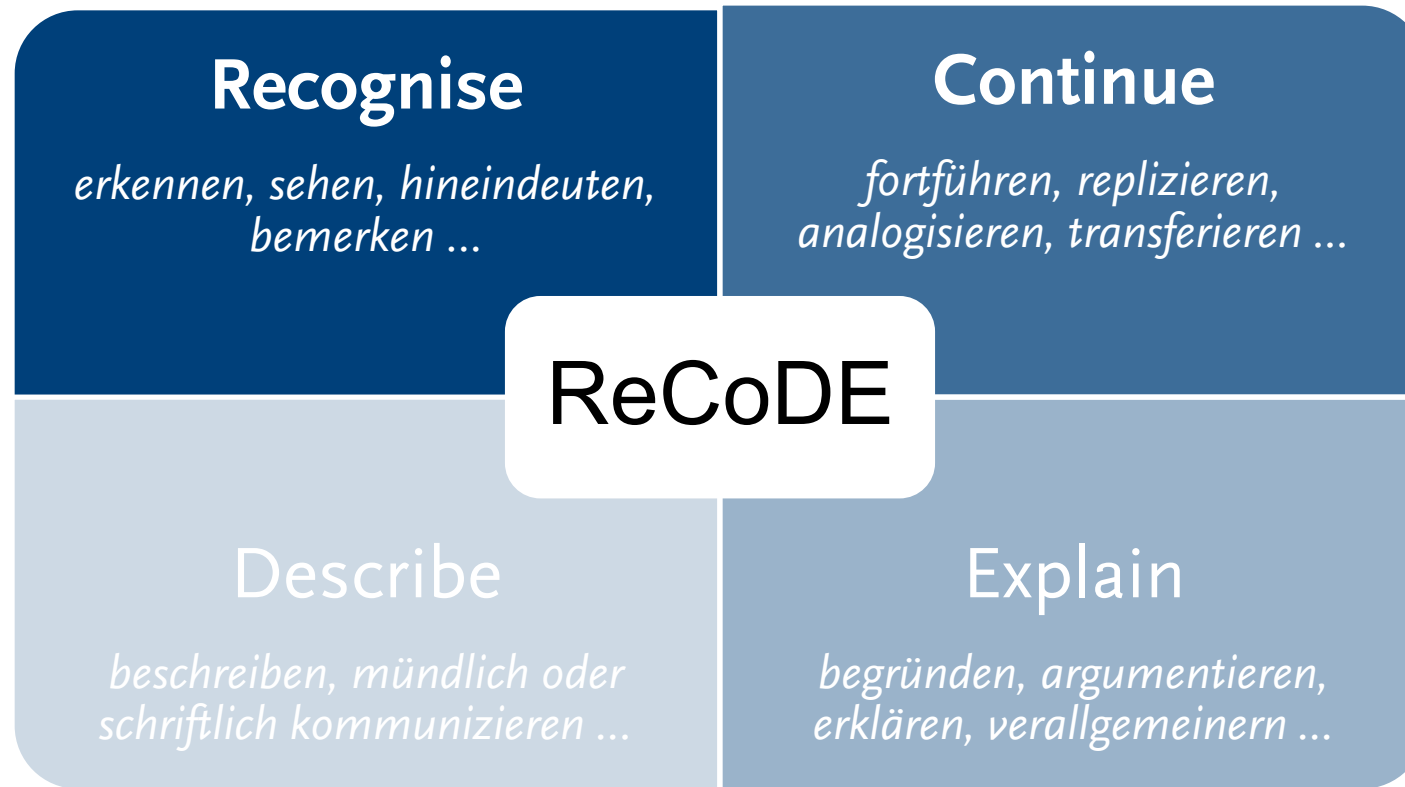 Recognise
erkennen, sehen, hineindeuten,
bemerken ...
Continue
fortführen, replizieren,
analogisieren, transferieren ...
ReCoDE
Describe
beschreiben, mündlich oder
schriftlich kommunizieren ...
Explain
begründen, argumentieren,
erklären, verallgemeinern ...